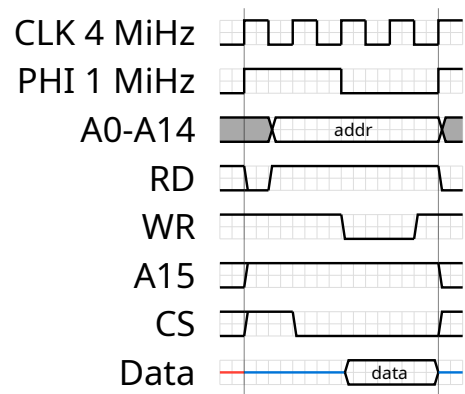 CLK 4 MiHz
PHI 1 MiHz
A0-A14
addr
RD
WR
A15
CS
Data
data